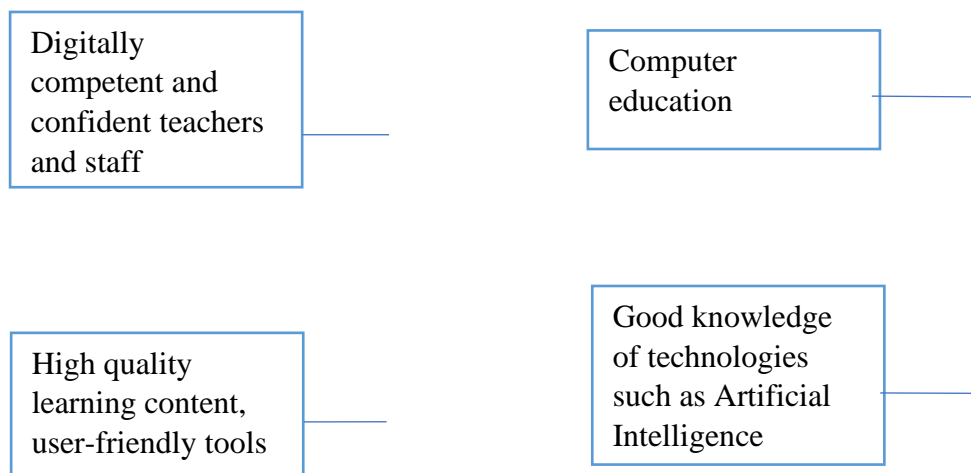 Digitally
competent and
confident teachers
and staff
Computer
education
High quality
learning content,
user-friendly tools
Good knowledge
of technologies
such as Artificial
Intelligence